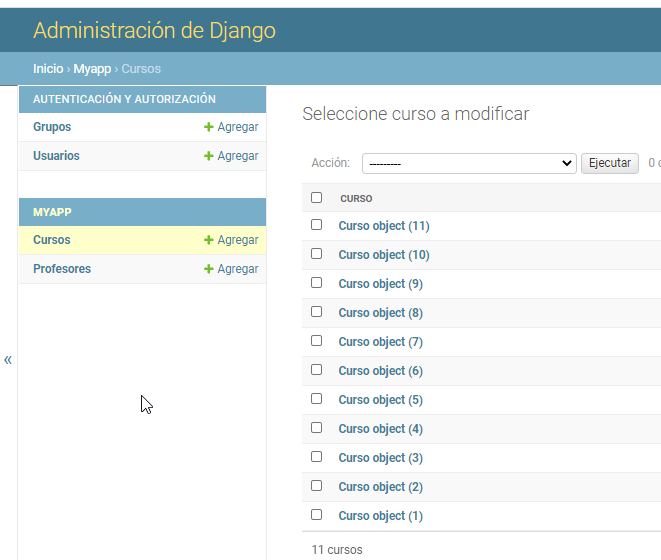 Administración de Django
Inicio › Myapp › Cursos
AUTENTICACIÓN Y AUTORIZACIÓN
Grupos + Agregar
Usuarios + Agregar
MYAPP
Cursos + Agregar
Profesores + Agregar
«
Seleccione curso a modificar
Acción: --------- Ejecutar 0
CURSO
Curso object (11)
Curso object (10)
Curso object (9)
Curso object (8)
Curso object (7)
Curso object (6)
Curso object (5)
Curso object (4)
Curso object (3)
Curso object (2)
Curso object (1)
11 cursos